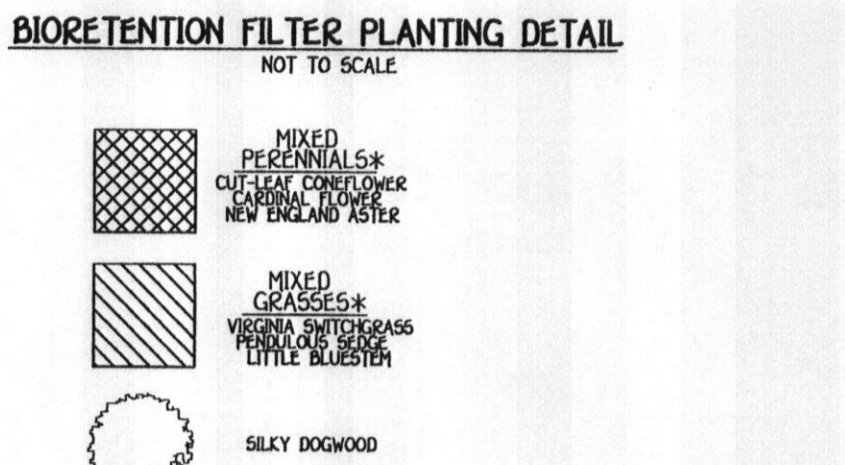 BIORETENTION FILTER PLANTING DETAIL
NOT TO SCALE
MIXED
PERENNIALS*
CUT-LEAF CONEFLOWER
CARDINAL FLOWER
NEW ENGLAND ASTER
MIXED
GRASSES*
VIRGINIA SWITCHGRASS
PENDULOUS SEDGE
LITTLE BLUESTEM
SILKY DOGWOOD